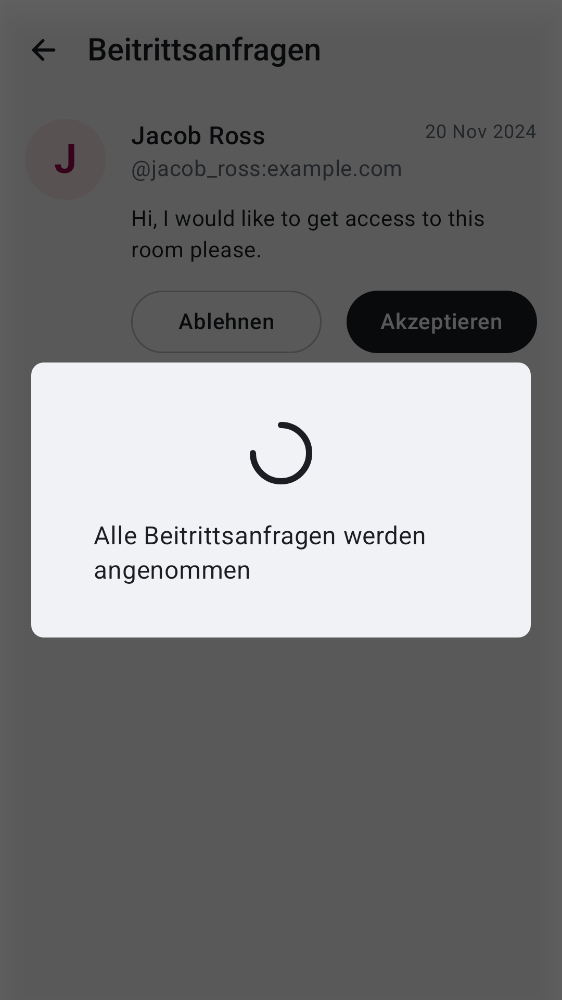 Beitrittsanfragen
J
Jacob Ross
20 Nov 2024
@jacob_ross:example.com
Hi, I would like to get access to this
room please.
Ablehnen
Akzeptieren
Alle Beitrittsanfragen werden
angenommen